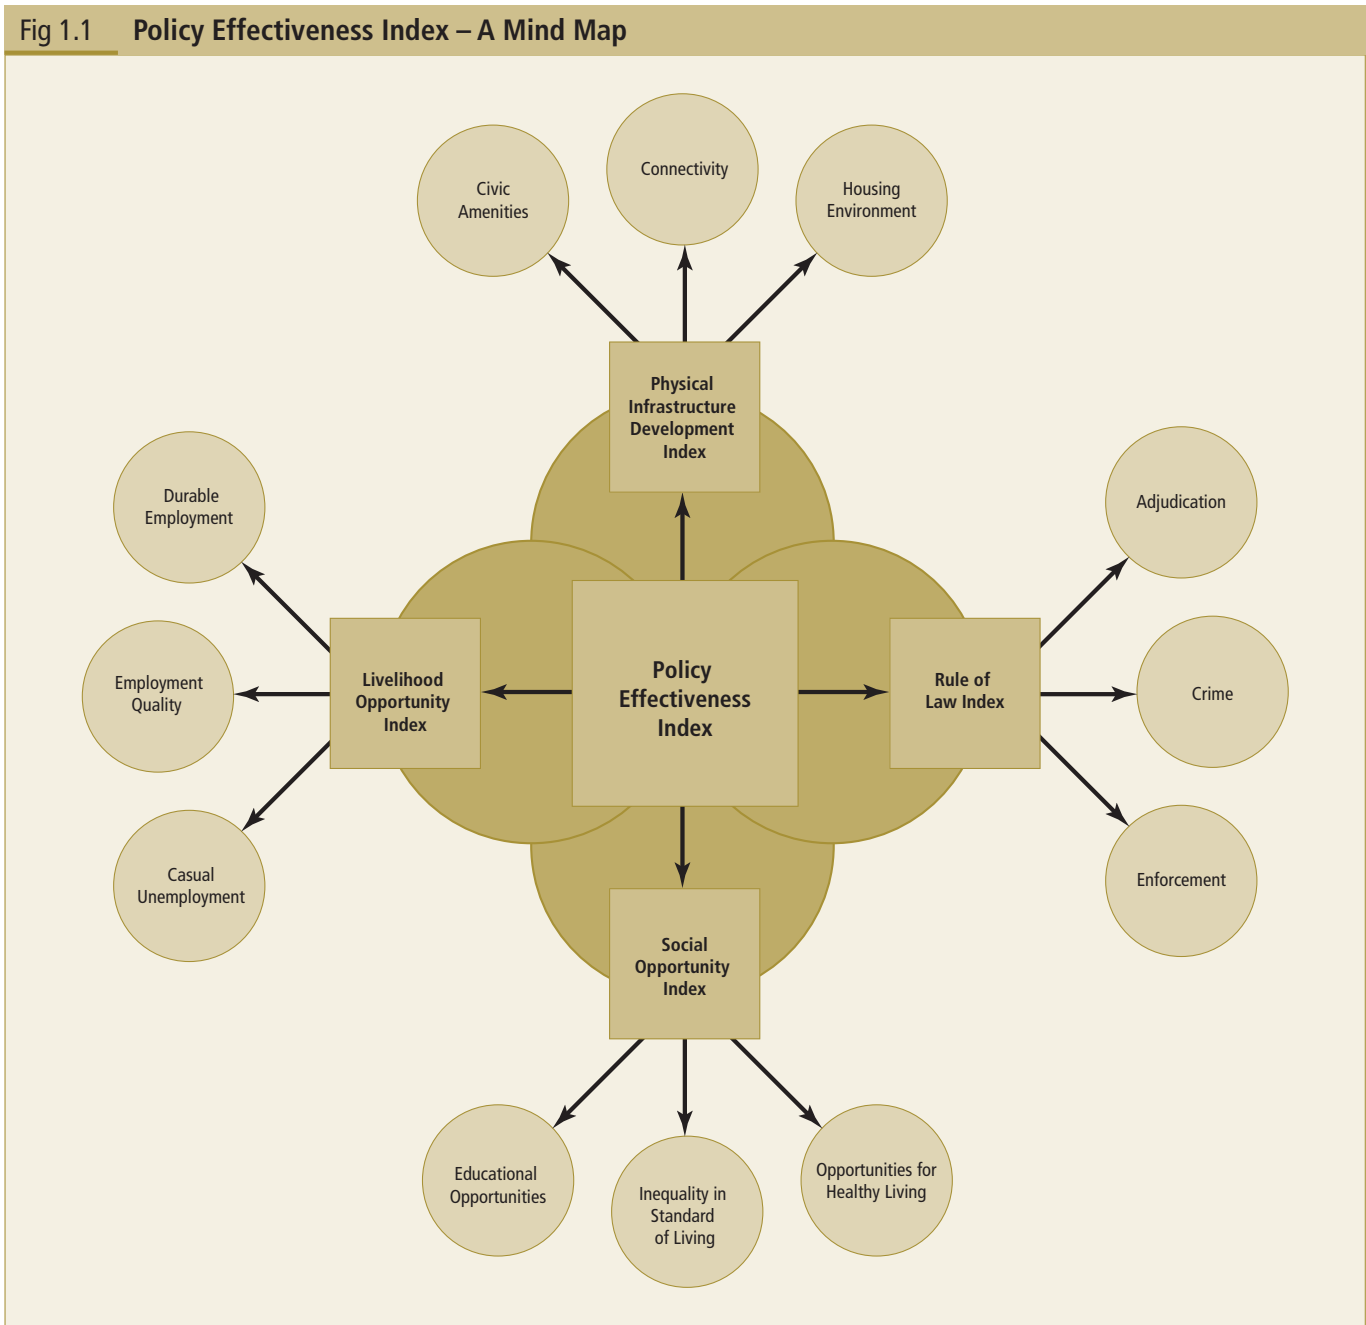 Fig 1.1 Policy Effectiveness Index – A Mind Map
Civic
Amenities
Connectivity
Housing
Environment
Physical
Infrastructure
Development
Index
Durable
Employment
Employment
Quality
Casual
Unemployment
Livelihood
Opportunity
Index
Policy
Effectiveness
Index
Rule of
Law Index
Adjudication
Crime
Enforcement
Social
Opportunity
Index
Educational
Opportunities
Inequality in
Standard
of Living
Opportunities for
Healthy Living